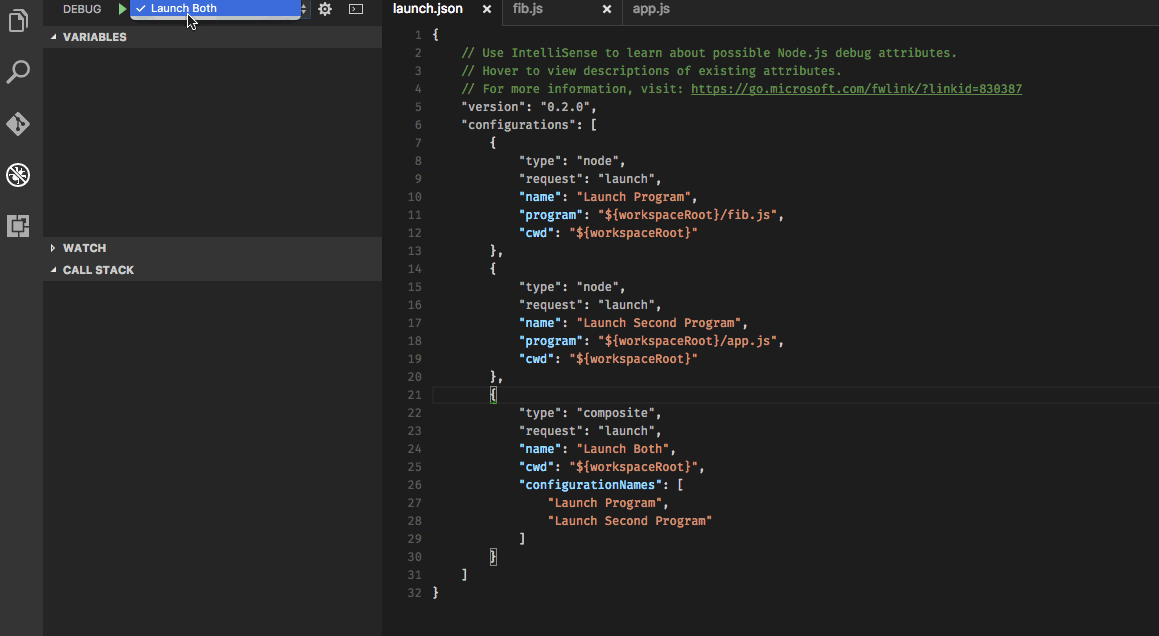 DEBUG ✓ Launch Both
VARIABLES
WATCH
CALL STACK
launch.json × fib.js × app.js
1 {
2     // Use IntelliSense to learn about possible Node.js debug attributes.
3     // Hover to view descriptions of existing attributes.
4     // For more information, visit: https://go.microsoft.com/fwlink/?linkid=830387
5     "version": "0.2.0",
6     "configurations": [
7         {
8             "type": "node",
9             "request": "launch",
10             "name": "Launch Program",
11             "program": "${workspaceRoot}/fib.js",
12             "cwd": "${workspaceRoot}"
13         },
14         {
15             "type": "node",
16             "request": "launch",
17             "name": "Launch Second Program",
18             "program": "${workspaceRoot}/app.js",
19             "cwd": "${workspaceRoot}"
20         },
21         {
22             "type": "composite",
23             "request": "launch",
24             "name": "Launch Both",
25             "cwd": "${workspaceRoot}",
26             "configurationNames": [
27                 "Launch Program",
28                 "Launch Second Program"
29             ]
30         }
31     ]
32 }